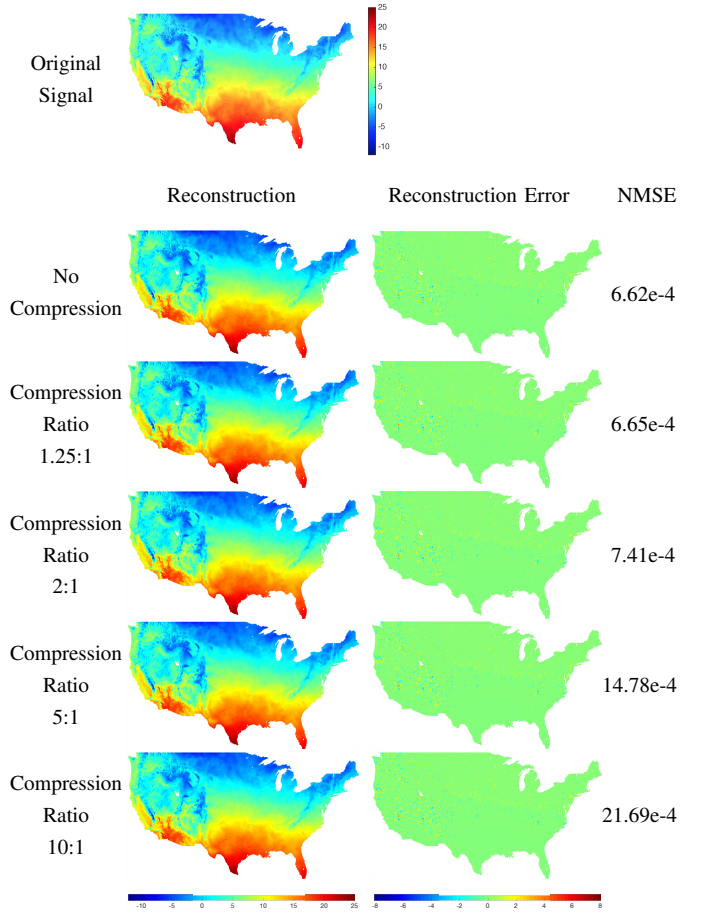 Original
Signal
25
20
15
10
5
0
-5
-10
Reconstruction Reconstruction Error NMSE
No
Compression
6.62e-4
Compression
Ratio
1.25:1
6.65e-4
Compression
Ratio
2:1
7.41e-4
Compression
Ratio
5:1
14.78e-4
Compression
Ratio
10:1
21.69e-4
-10 -5 0 5 10 15 20 25
-8 -6 -4 -2 0 2 4 6 8